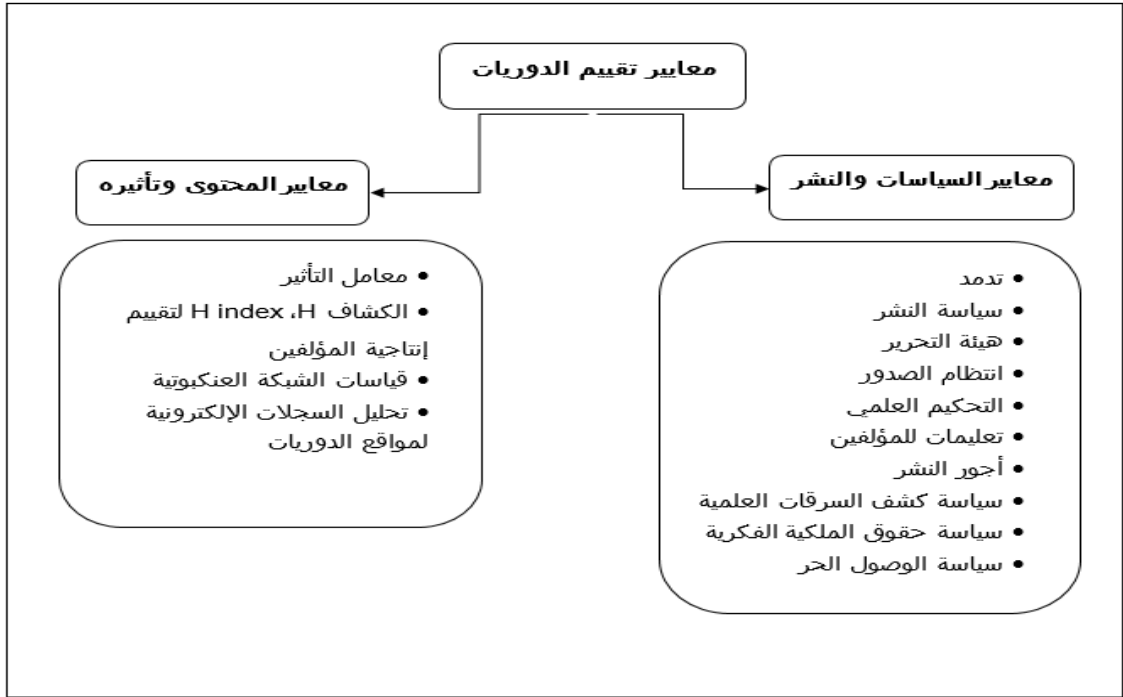 معايير تقييم الدوريات
معايير السياسات والنشر
• تدمد
• سياسة النشر
• هيئة التحرير
• انتظام الصدور
• التحكيم العلمي
• تعليمات للمؤلفين
• أجور النشر
• سياسة كشف السرقات العلمية
• سياسة حقوق الملكية الفكرية
• سياسة الوصول الحر
معايير المحتوى وتأثيره
• معامل التأثير
• الكشاف H، H index لتقييم
إنتاجية المؤلفين
• قياسات الشبكة العنكبوتية
• تحليل السجلات الإلكترونية
لمواقع الدوريات